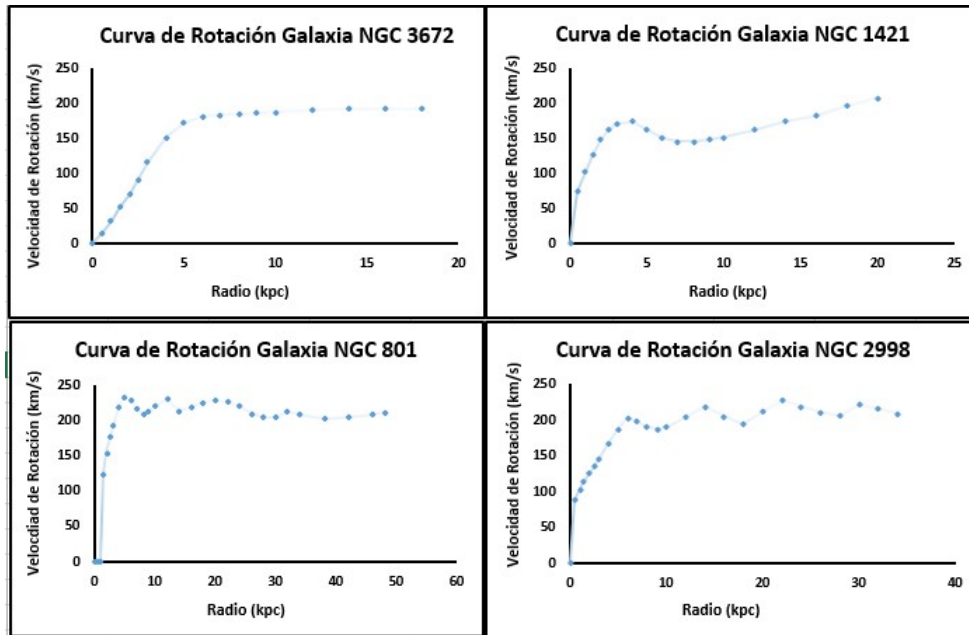 Curva de Rotación Galaxia NGC 3672
Velocidad de Rotación (km/s)
250
200
150
100
50
0
0 5 10 15 20
Radio (kpc)
Curva de Rotación Galaxia NGC 1421
Velocidad de Rotación (km/s)
250
200
150
100
50
0
0 5 10 15 20 25
Radio (kpc)
Curva de Rotación Galaxia NGC 801
Velocdiad de Rotación (km/s)
250
200
150
100
50
0
0 10 20 30 40 50 60
Radio (kpc)
Curva de Rotación Galaxia NGC 2998
Velocidad de Rotación (km/s)
250
200
150
100
50
0
0 10 20 30 40
Radio (kpc)